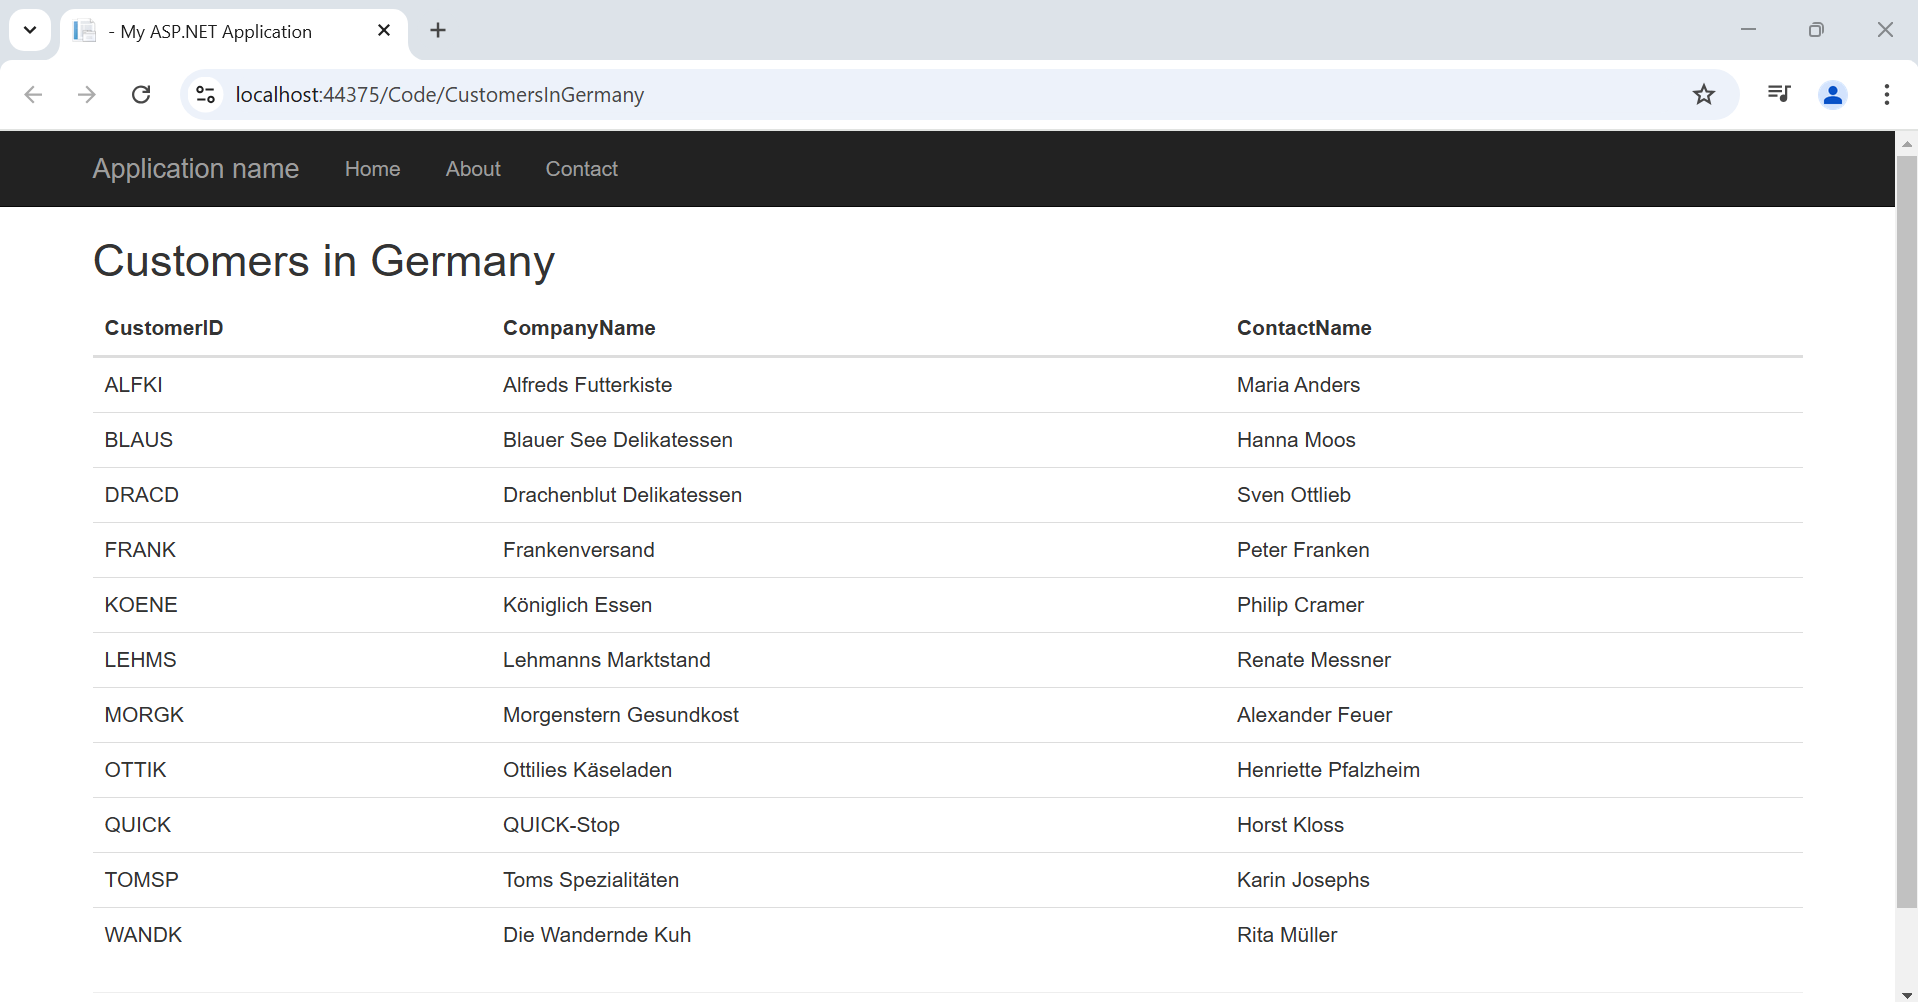 - My ASP.NET Application
localhost:44375/Code/CustomersInGermany
Application name Home About Contact
Customers in Germany
CustomerID CompanyName ContactName
ALFKI Alfreds Futterkiste Maria Anders
BLAUS Blauer See Delikatessen Hanna Moos
DRACD Drachenblut Delikatessen Sven Ottlieb
FRANK Frankenversand Peter Franken
KOENE Königlich Essen Philip Cramer
LEHMS Lehmanns Marktstand Renate Messner
MORGK Morgenstern Gesundkost Alexander Feuer
OTTIK Ottilies Käseladen Henriette Pfalzheim
QUICK QUICK-Stop Horst Kloss
TOMSP Toms Spezialitäten Karin Josephs
WANDK Die Wandernde Kuh Rita Müller